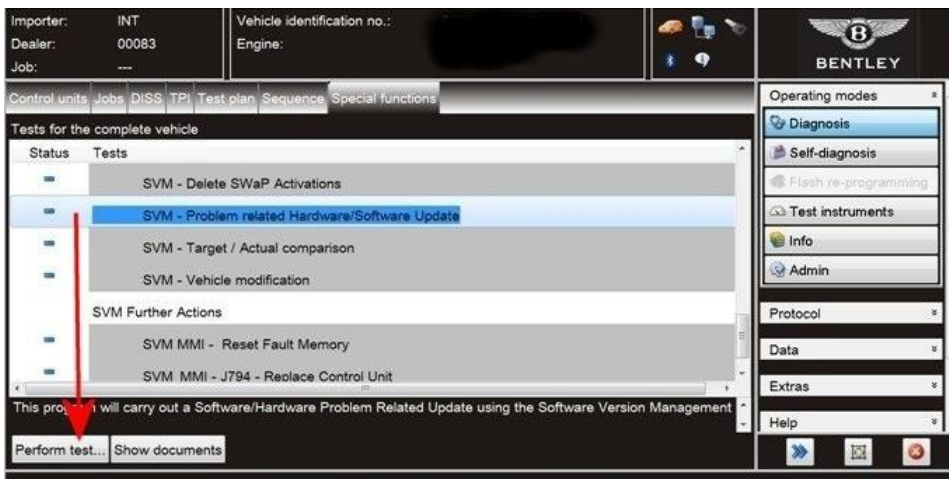 Importer: INT
Dealer: 00083
Job: ---
Vehicle identification no.:
Engine:
BENTLEY
Control units Jobs DISS TPI Test plan Sequence Special functions
Tests for the complete vehicle
Status Tests
SVM - Delete SWaP Activations
SVM - Problem related Hardware/Software Update
SVM - Target / Actual comparison
SVM - Vehicle modification
SVM Further Actions
SVM MMI - Reset Fault Memory
SVM MMI - J794 - Replace Control Unit
This program will carry out a Software/Hardware Problem Related Update using the Software Version Management
Perform test... Show documents
Operating modes
Diagnosis
Self-diagnosis
Flash re-programming
Test instruments
Info
Admin
Protocol
Data
Extras
Help